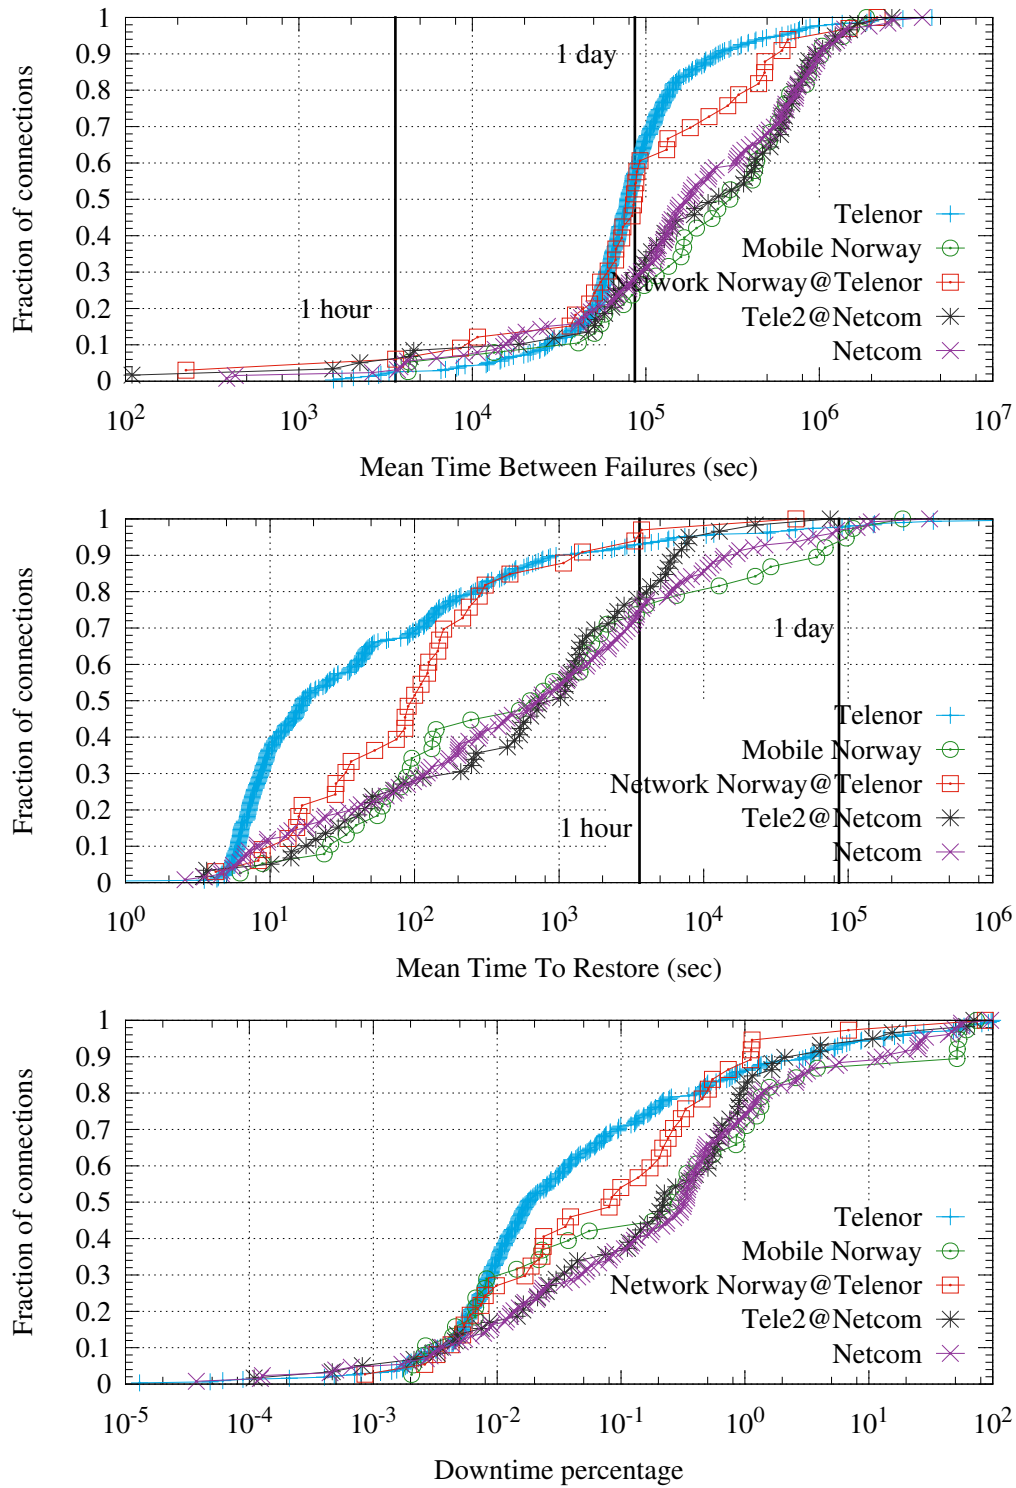 1
0.9
0.8
0.7
0.6
0.5
0.4
0.3
0.2
0.1
0
Fraction of connections
1 day
1 hour
Telenor
Mobile Norway
Network Norway@Telenor
Tele2@Netcom
Netcom
10^2 10^3 10^4 10^5 10^6 10^7
Mean Time Between Failures (sec)
1
0.9
0.8
0.7
0.6
0.5
0.4
0.3
0.2
0.1
0
Fraction of connections
1 day
1 hour
Telenor
Mobile Norway
Network Norway@Telenor
Tele2@Netcom
Netcom
10^0 10^1 10^2 10^3 10^4 10^5 10^6
Mean Time To Restore (sec)
1
0.9
0.8
0.7
0.6
0.5
0.4
0.3
0.2
0.1
0
Fraction of connections
Telenor
Mobile Norway
Network Norway@Telenor
Tele2@Netcom
Netcom
10^-5 10^-4 10^-3 10^-2 10^-1 10^0 10^1 10^2
Downtime percentage